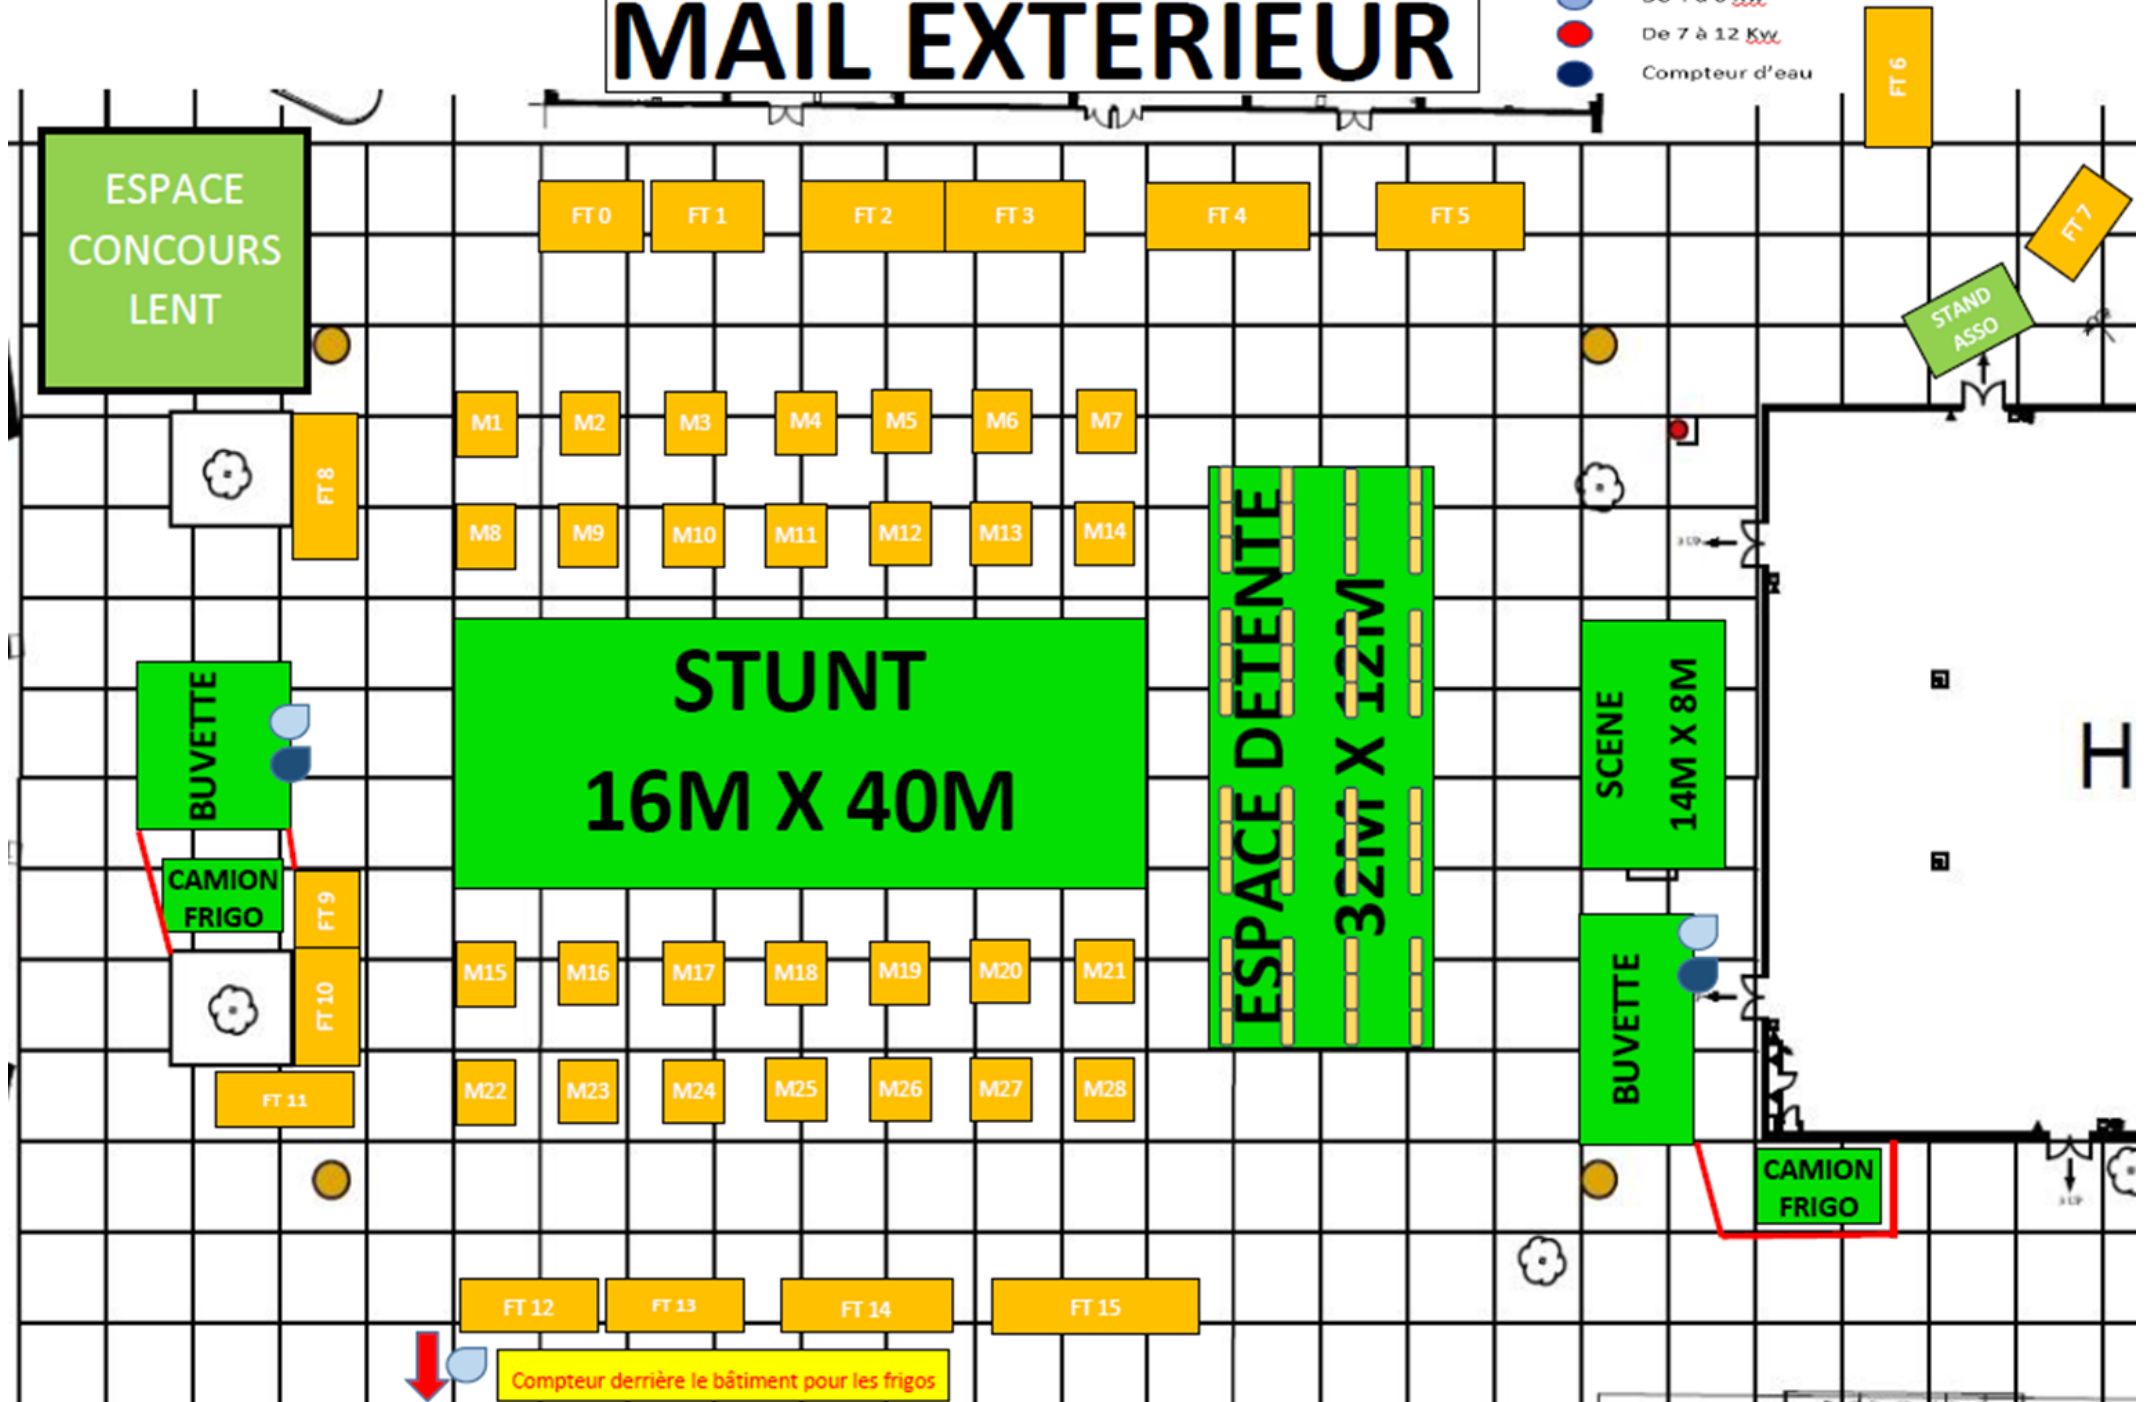 MAIL EXTERIEUR
De 7 à 12 Kw
Compteur d'eau
FT 6
ESPACE
CONCOURS
LENT
FT 0
FT 1
FT 2
FT 3
FT 4
FT 5
FT 7
STAND
ASSO
M1
M2
M3
M4
M5
M6
M7
FT 8
M8
M9
M10
M11
M12
M13
M14
STUNT
16M X 40M
ESPACE DETENTE
32M X 12M
SCENE
14M X 8M
H
BUVETTE
CAMION
FRIGO
FT 9
FT 10
M15
M16
M17
M18
M19
M20
M21
BUVETTE
M22
M23
M24
M25
M26
M27
M28
FT 11
CAMION
FRIGO
FT 12
FT 13
FT 14
FT 15
Compteur derrière le bâtiment pour les frigos